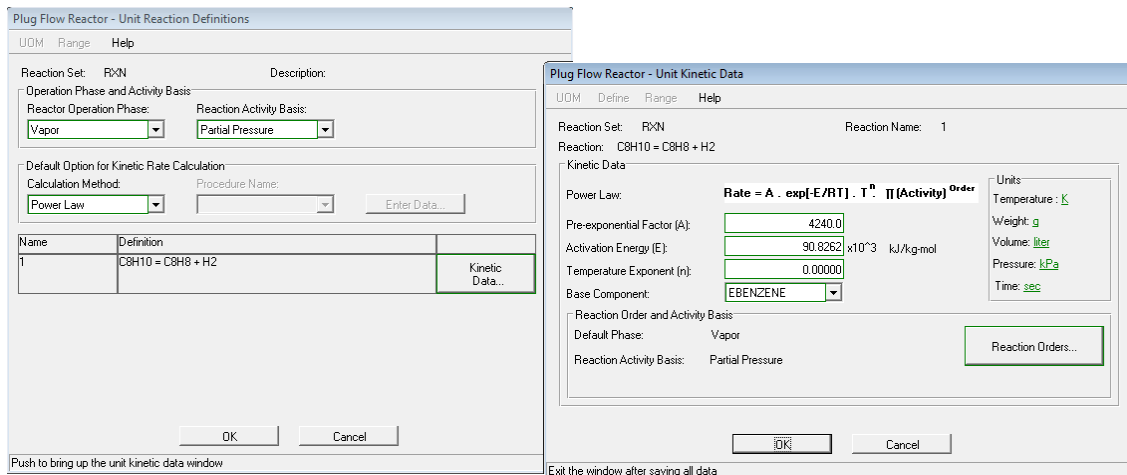 Plug Flow Reactor - Unit Reaction Definitions
UOM Range Help
Reaction Set: RXN Description:
Operation Phase and Activity Basis
Reactor Operation Phase: Reaction Activity Basis:
Vapor Partial Pressure
Default Option for Kinetic Rate Calculation
Calculation Method: Procedure Name:
Power Law Enter Data...
Name Definition
1 C8H10 = C8H8 + H2 Kinetic
Data...
OK Cancel
Push to bring up the unit kinetic data window
Plug Flow Reactor - Unit Kinetic Data
UOM Define Range Help
Reaction Set: RXN Reaction Name: 1
Reaction: C8H10 = C8H8 + H2
Kinetic Data
Power Law: Rate = A . exp[-E/RT] . T^n . ∏ (Activity)^Order
Pre-exponential Factor (A): 4240.0
Activation Energy (E): 90.8262 x10^3 kJ/kg-mol
Temperature Exponent (n): 0.00000
Base Component: EBENZENE
Units
Temperature : K
Weight: g
Volume: liter
Pressure: kPa
Time: sec
Reaction Order and Activity Basis
Default Phase: Vapor
Reaction Activity Basis: Partial Pressure
Reaction Orders...
OK Cancel
Exit the window after saving all data